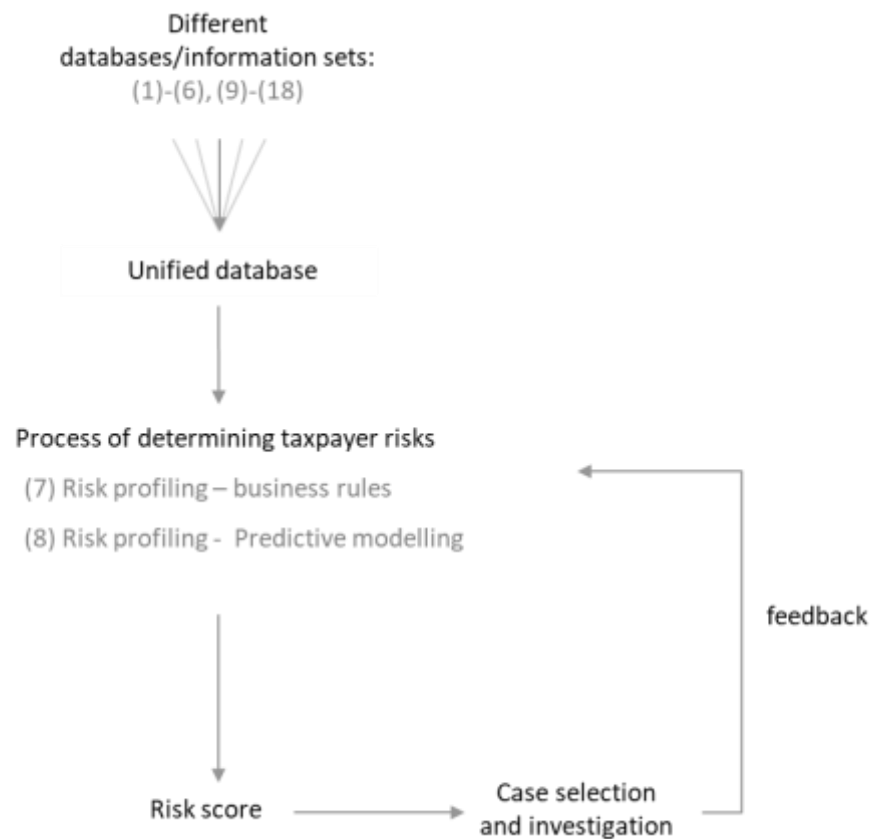 Different
databases/information sets:
(1)-(6), (9)-(18)
Unified database
Process of determining taxpayer risks
(7) Risk profiling – business rules
(8) Risk profiling -  Predictive modelling
feedback
Risk score
Case selection
and investigation